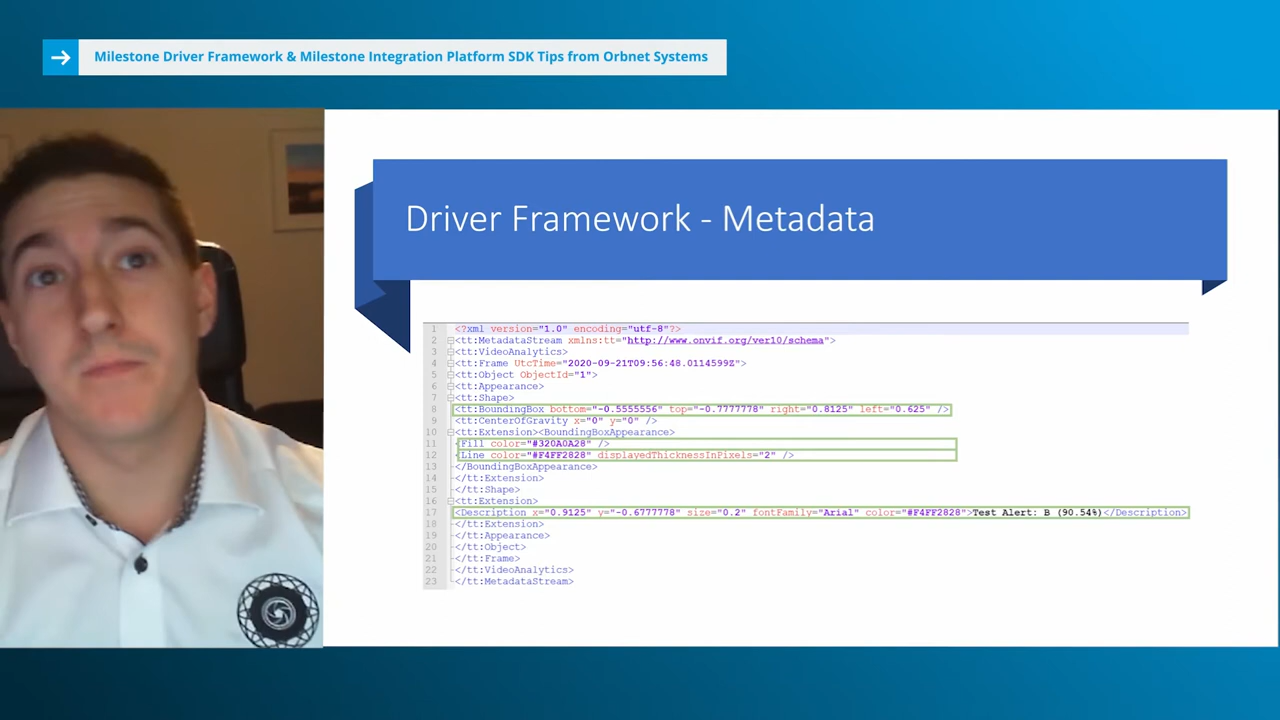 Milestone Driver Framework & Milestone Integration Platform SDK Tips from Orbnet Systems
Driver Framework - Metadata
1 <?xml version="1.0" encoding="utf-8"?>
2 <tt:MetadataStream xmlns:tt="http://www.onvif.org/ver10/schema">
3 <tt:VideoAnalytics>
4 <tt:Frame UtcTime="2020-09-21T09:56:48.0114599Z">
5 <tt:Object ObjectId="1">
6 <tt:Appearance>
7 <tt:Shape>
8 <tt:BoundingBox bottom="-0.5555556" top="-0.7777778" right="0.8125" left="0.625" />
9 <tt:CenterOfGravity x="0" y="0" />
10 <tt:Extension><BoundingBoxAppearance>
11 <Fill color="#320A0A28" />
12 <Line color="#F4FF2828" displayedThicknessInPixels="2" />
13 </BoundingBoxAppearance>
14 </tt:Extension>
15 </tt:Shape>
16 <tt:Extension>
17 <Description x="0.9125" y="-0.6777778" size="0.2" fontFamily="Arial" color="#F4FF2828">Test Alert: B (90.54%)</Description>
18 </tt:Extension>
19 </tt:Appearance>
20 </tt:Object>
21 </tt:Frame>
22 </tt:VideoAnalytics>
23 </tt:MetadataStream>